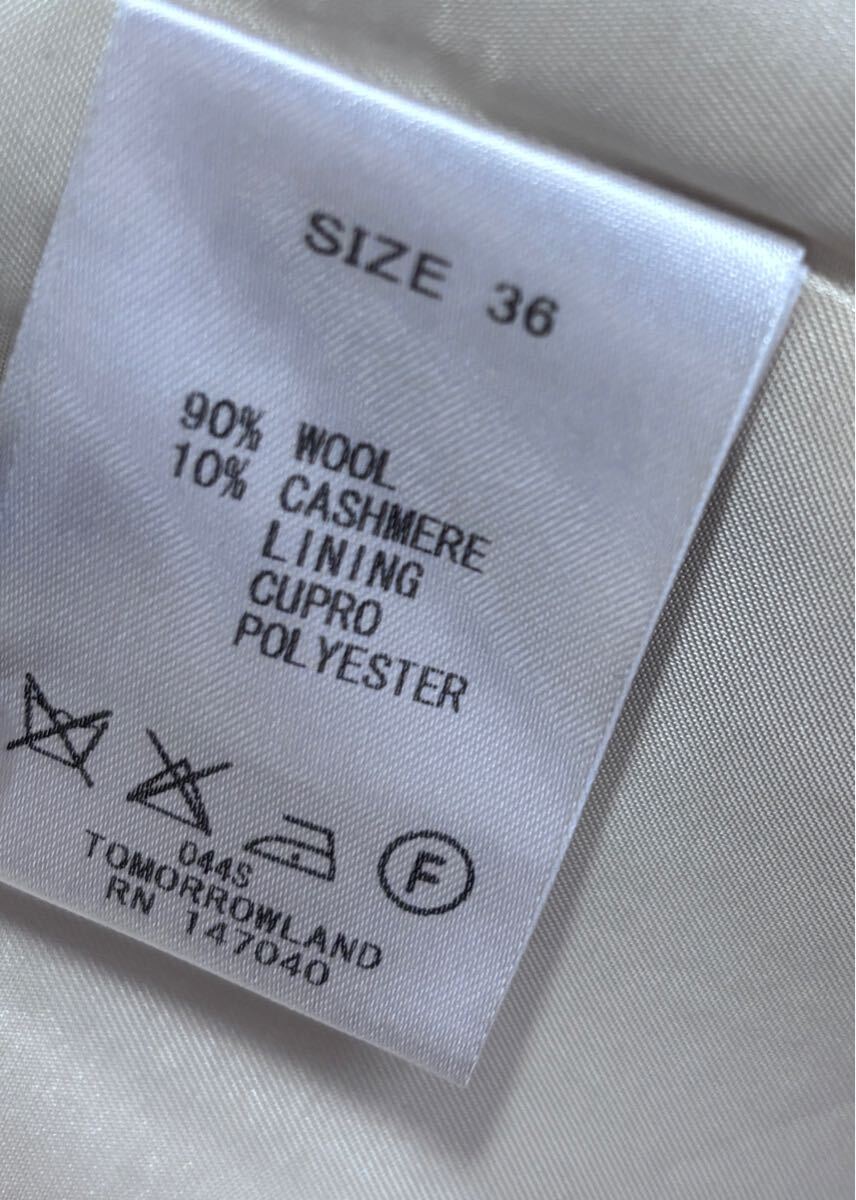 SIZE 36
90% WOOL
10% CASHMERE
LINING
CUPRO
POLYESTER
F
044S
TOMORROWLAND
RN 147040